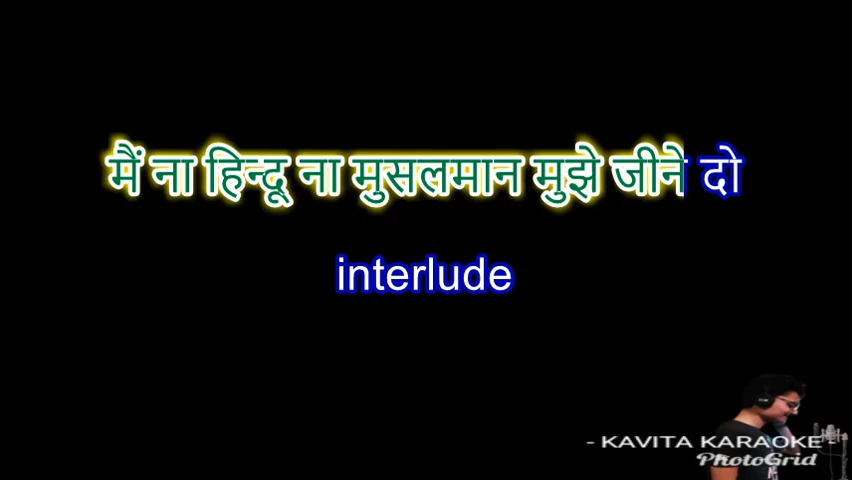 मैं ना हिन्दू ना मुसलमान मुझे जीने दो
interlude
- KAVITA KARAOKE -
PhotoGrid